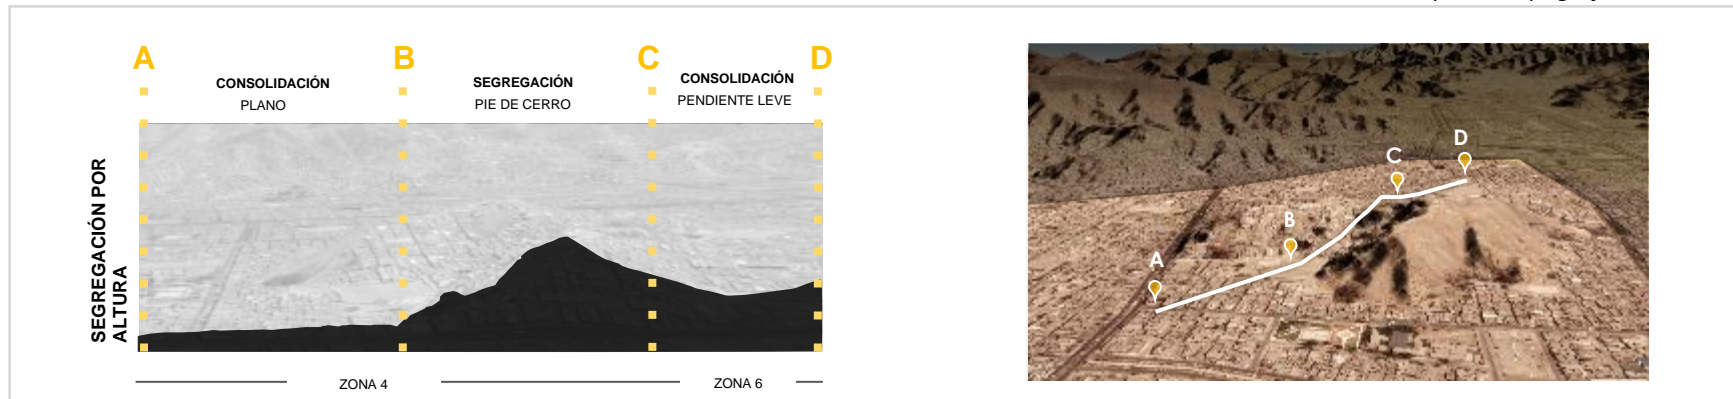 A
B
C
D
CONSOLIDACIÓN
PLANO
SEGREGACIÓN
PIE DE CERRO
CONSOLIDACIÓN
PENDIENTE LEVE
SEGREGACIÓN POR
ALTURA
ZONA 4
ZONA 6
A
B
C
D